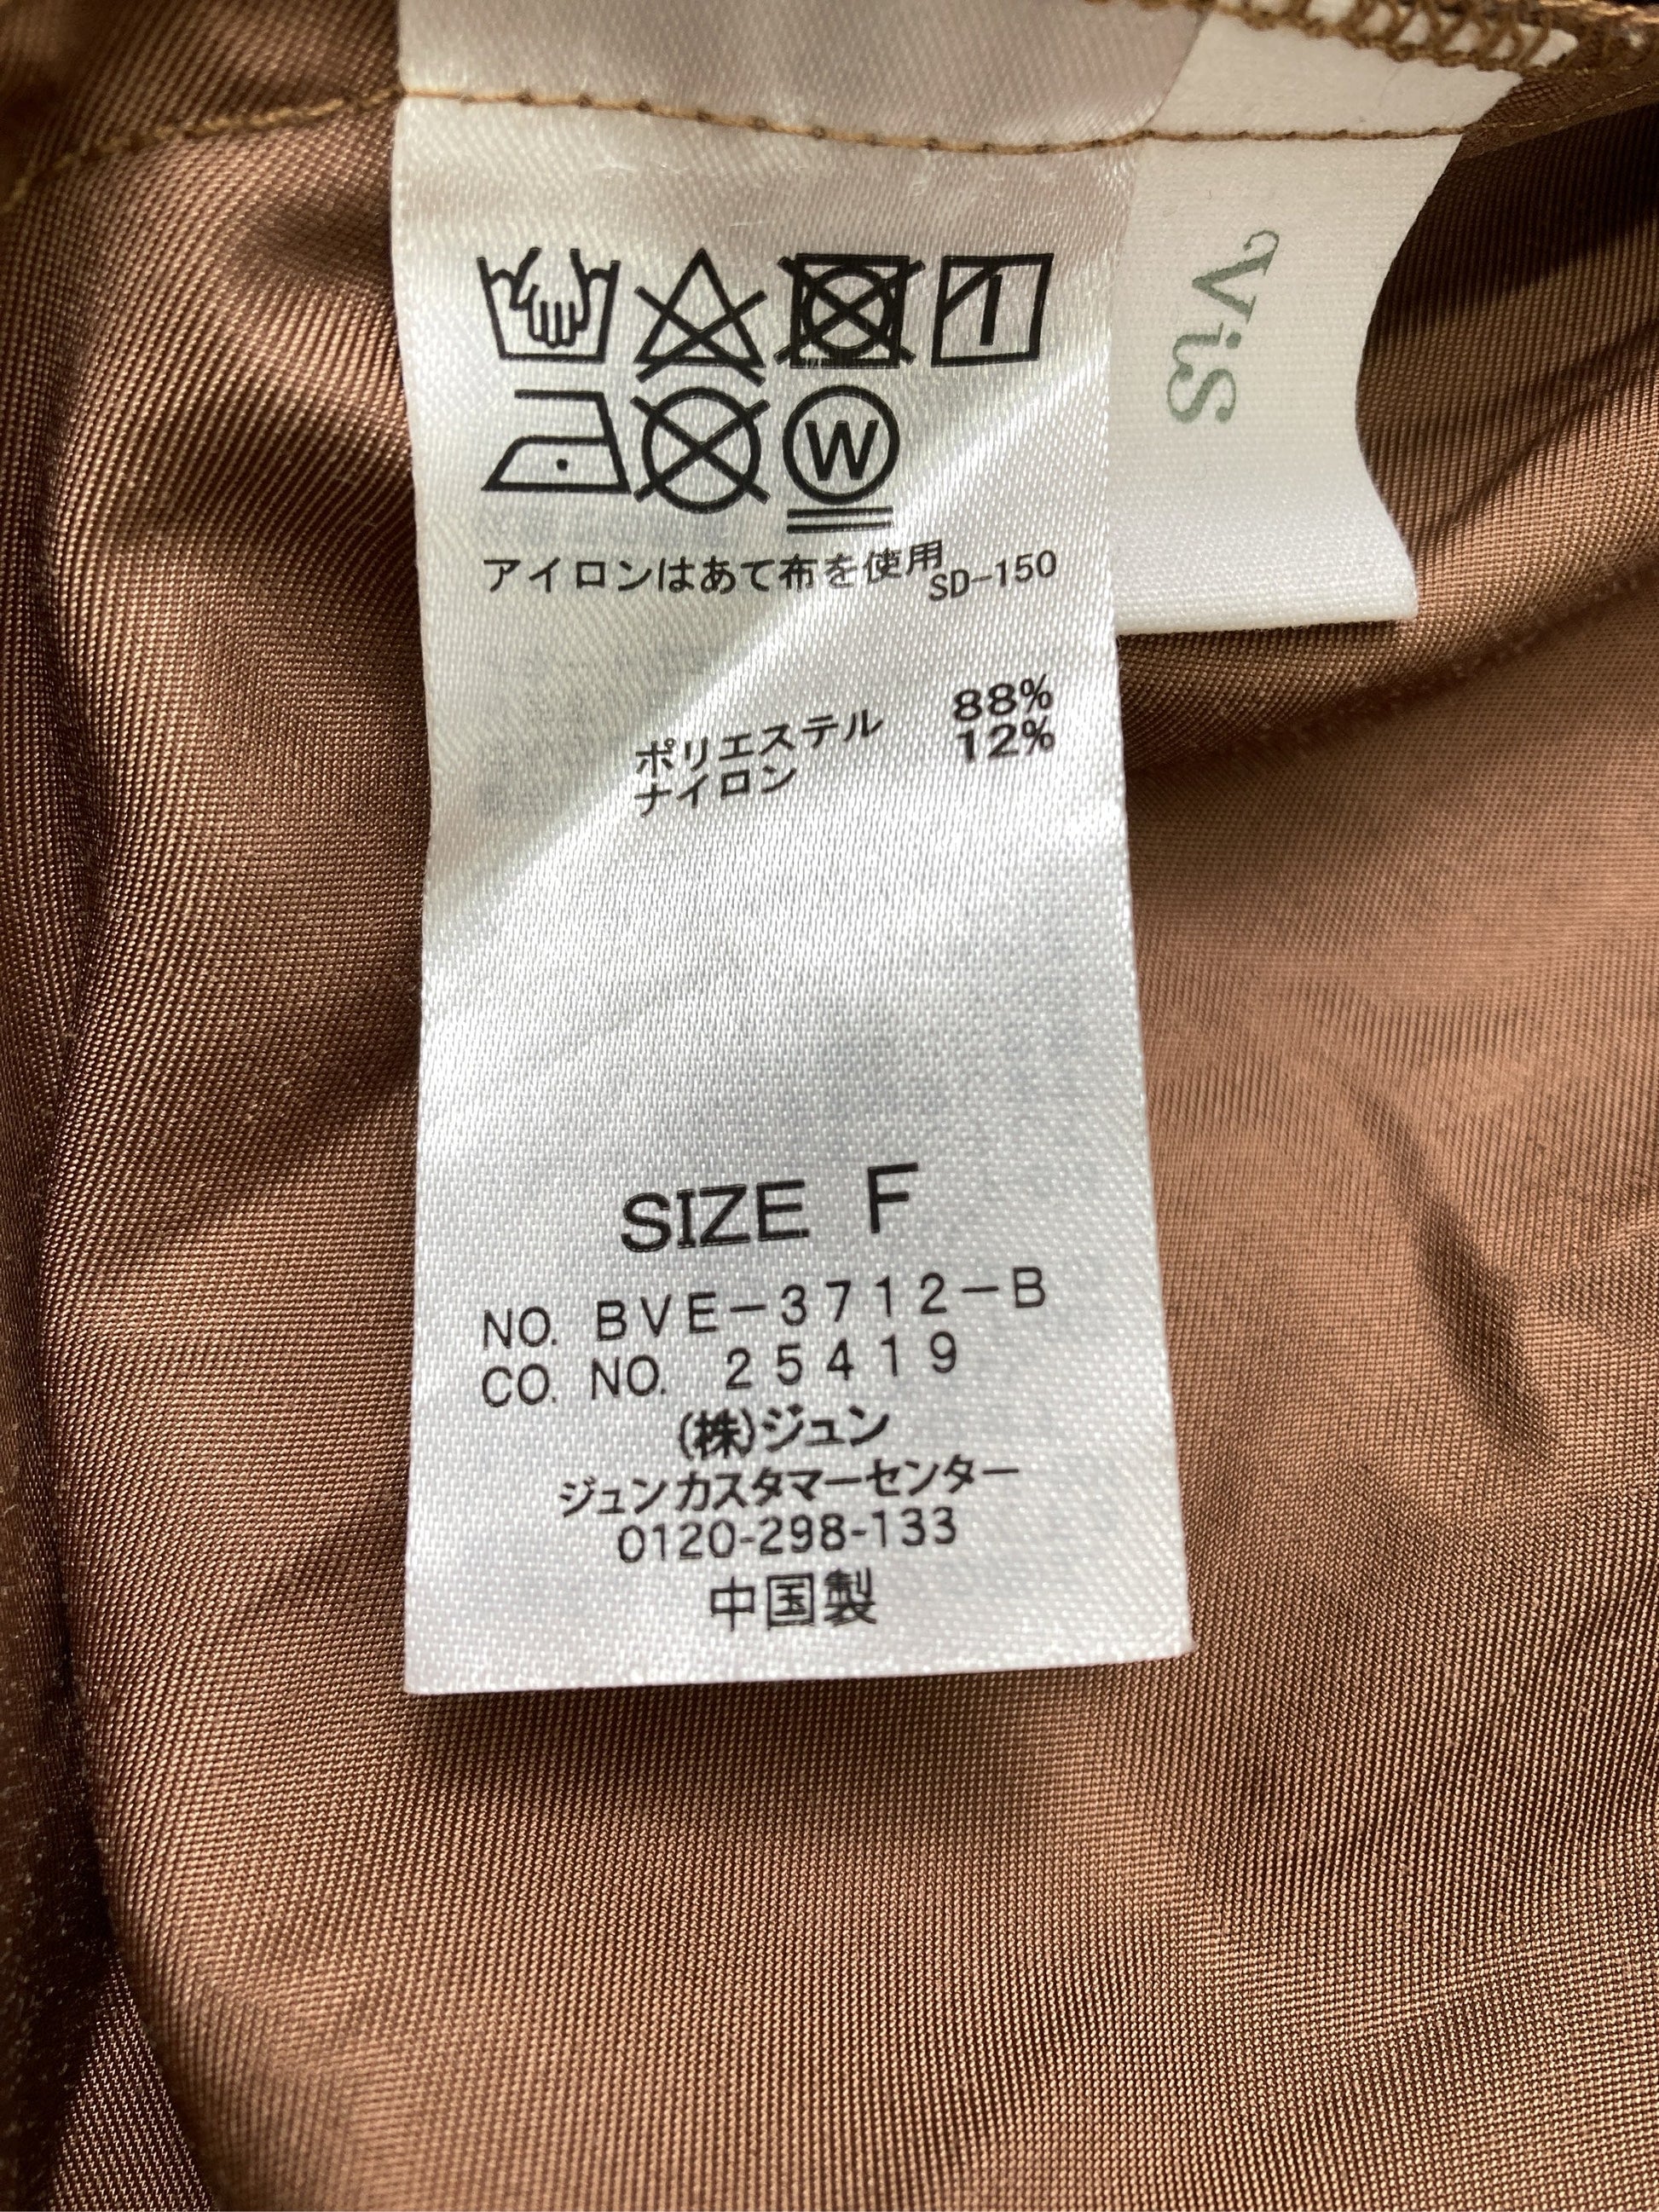 W
アイロンはあて布を使用
SD-150
ポリエステル 88%
ナイロン 12%
SIZE F
NO. BVE-3712-B
CO. NO. 25419
(株)ジュン
ジュンカスタマーセンター
0120-298-133
中国製
ViS